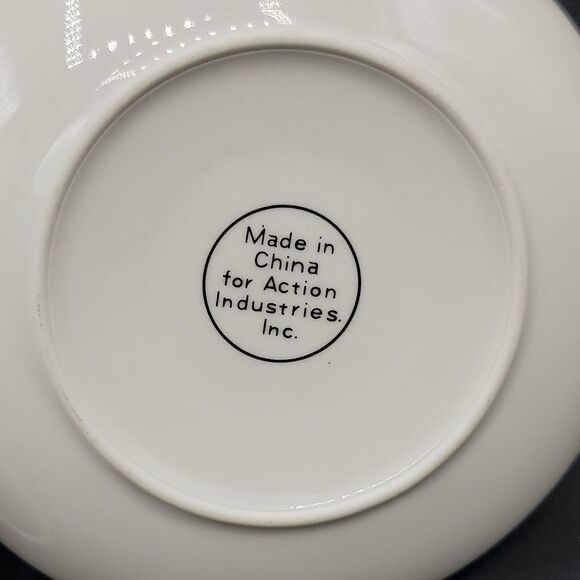 Made in
China
for Action
Industries.
Inc.